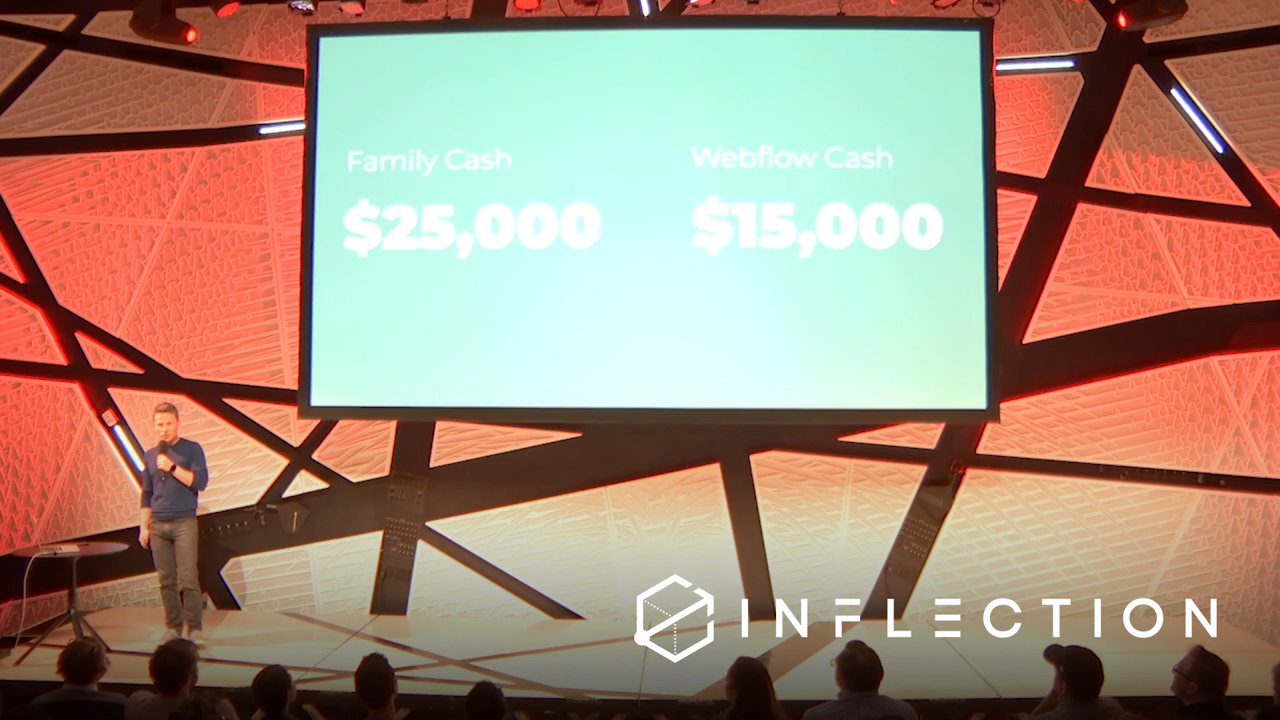 Family Cash
$25,000
Webflow Cash
$15,000
INFLECTION